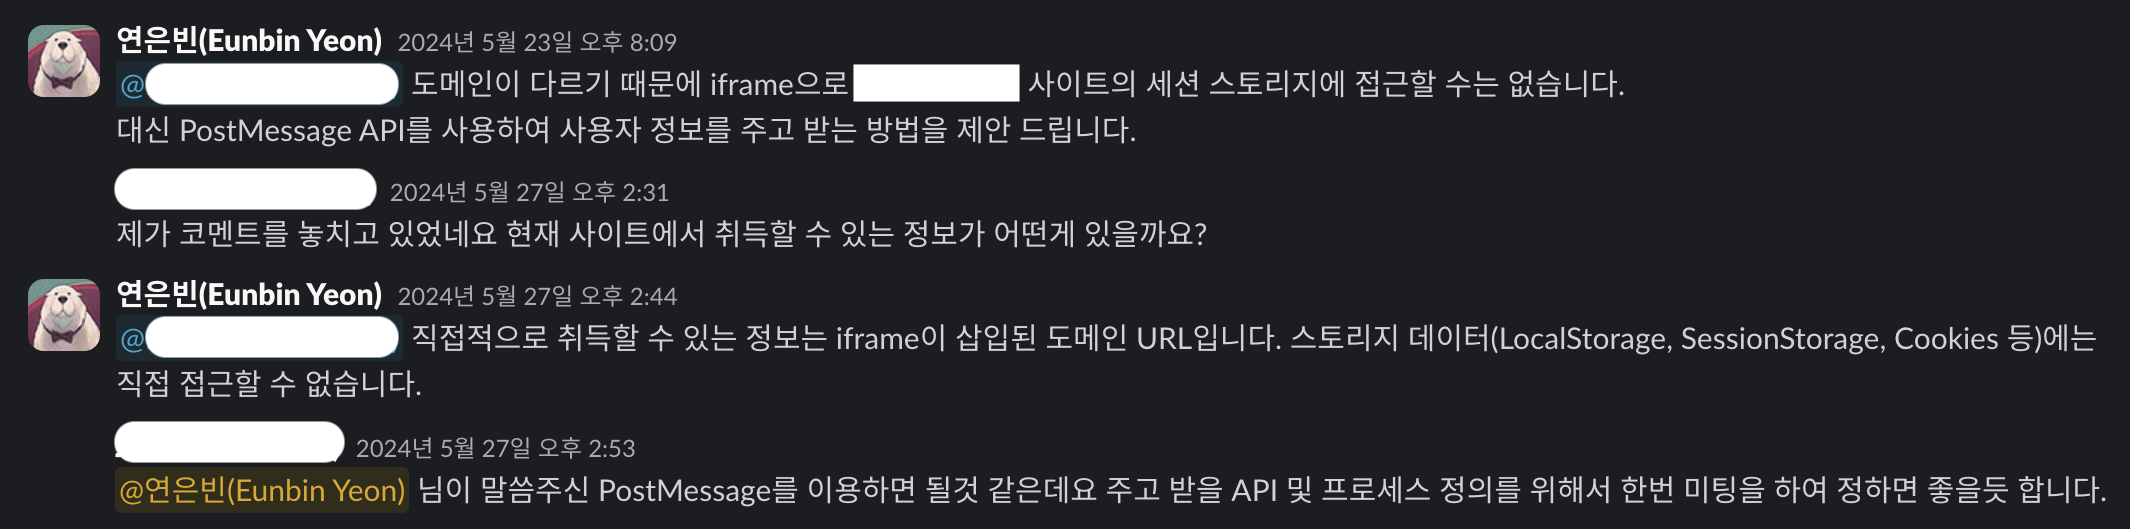 연은빈(Eunbin Yeon) 2024년 5월 23일 오후 8:09
@ 도메인이 다르기 때문에 iframe으로 사이트의 세션 스토리지에 접근할 수는 없습니다.
대신 PostMessage API를 사용하여 사용자 정보를 주고 받는 방법을 제안 드립니다.
2024년 5월 27일 오후 2:31
제가 코멘트를 놓치고 있었네요 현재 사이트에서 취득할 수 있는 정보가 어떤게 있을까요?
연은빈(Eunbin Yeon) 2024년 5월 27일 오후 2:44
@ 직접적으로 취득할 수 있는 정보는 iframe이 삽입된 도메인 URL입니다. 스토리지 데이터(LocalStorage, SessionStorage, Cookies 등)에는
직접 접근할 수 없습니다.
2024년 5월 27일 오후 2:53
@연은빈(Eunbin Yeon) 님이 말씀주신 PostMessage를 이용하면 될것 같은데요 주고 받을 API 및 프로세스 정의를 위해서 한번 미팅을 하여 정하면 좋을듯 합니다.